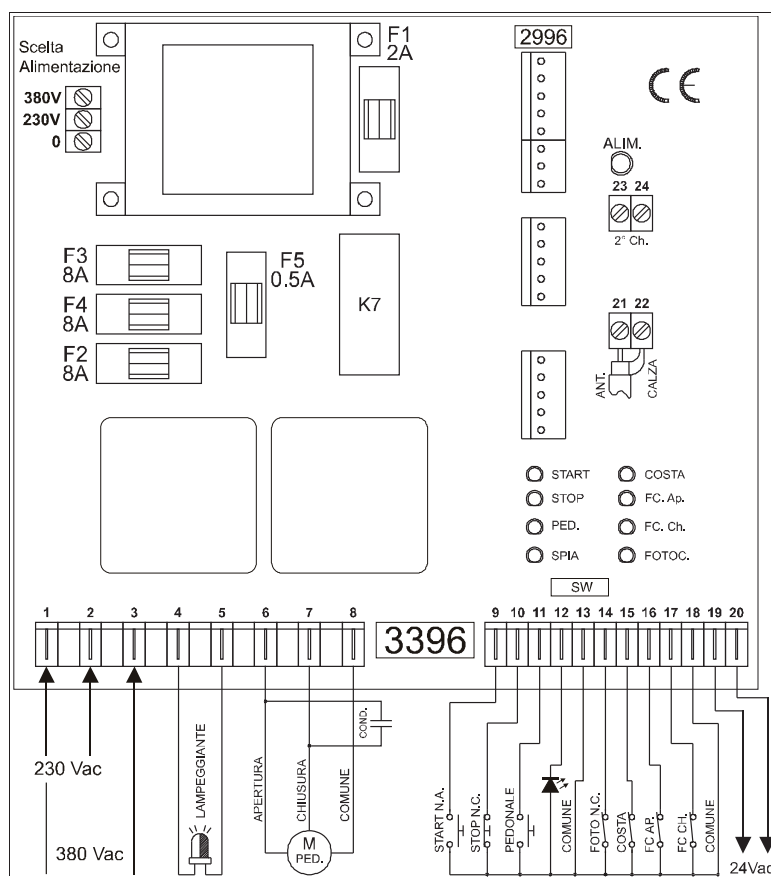 Scelta
Alimentazione
380V
230V
0
F1
2A
2996
CE
ALIM.
23 24
2° Ch.
F3
8A
F4
8A
F2
8A
F5
0.5A
K7
21 22
ANT.
CALZA
START
COSTA
STOP
FC. Ap.
PED.
FC. Ch.
SPIA
FOTOC.
SW
1 2 3 4 5 6 7 8
3396
9 10 11 12 13 14 15 16 17 18 19 20
230 Vac
380 Vac
LAMPEGGIANTE
APERTURA
CHIUSURA
COMUNE
COND.
M
PED.
START N.A.
STOP N.C.
PEDONALE
COMUNE
FOTO N.C.
COSTA
FC AP.
FC CH.
COMUNE
24Vac